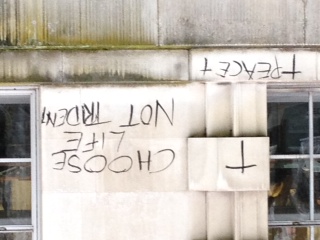 CHOOSE
LIFE
NOT TRIDENT
† PEACE †